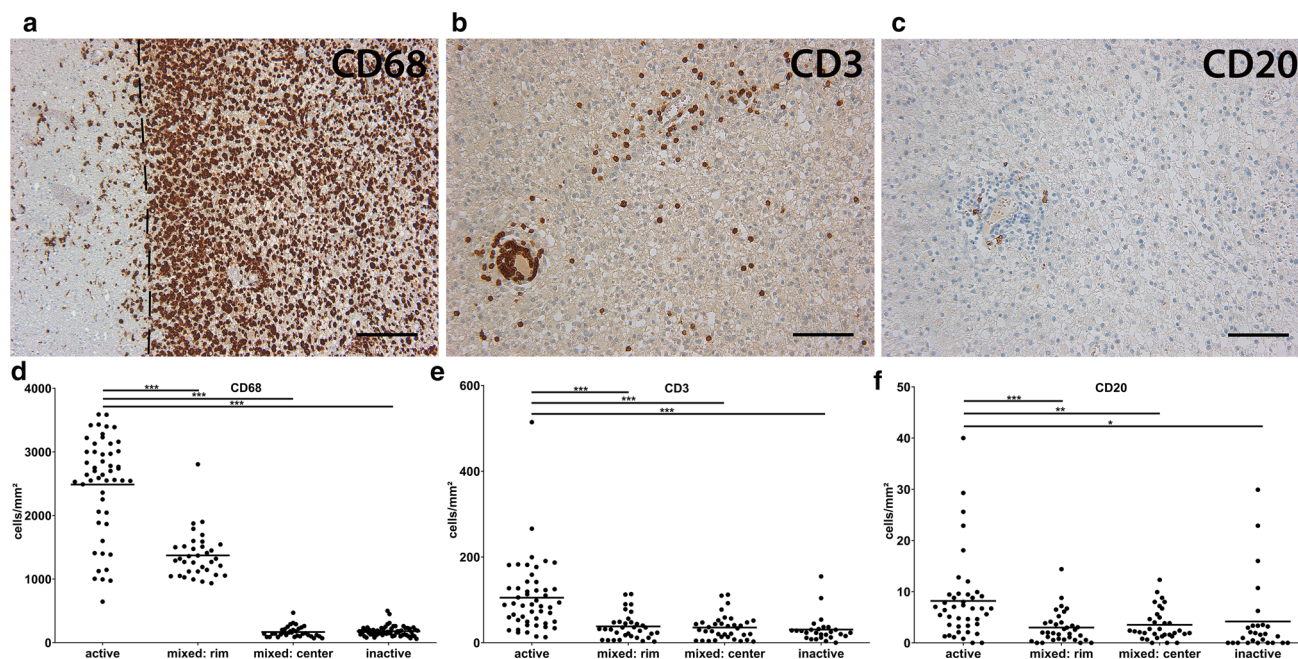 a
b
c
CD68
CD3
CD20
d
CD68
***
***
***
4000
3000
2000
1000
0
cells/mm²
active
mixed: rim
mixed: center
inactive
e
CD3
***
***
***
600
400
200
0
cells/mm²
active
mixed: rim
mixed: center
inactive
f
CD20
***
**
*
50
40
30
20
10
0
cells/mm²
active
mixed: rim
mixed: center
inactive